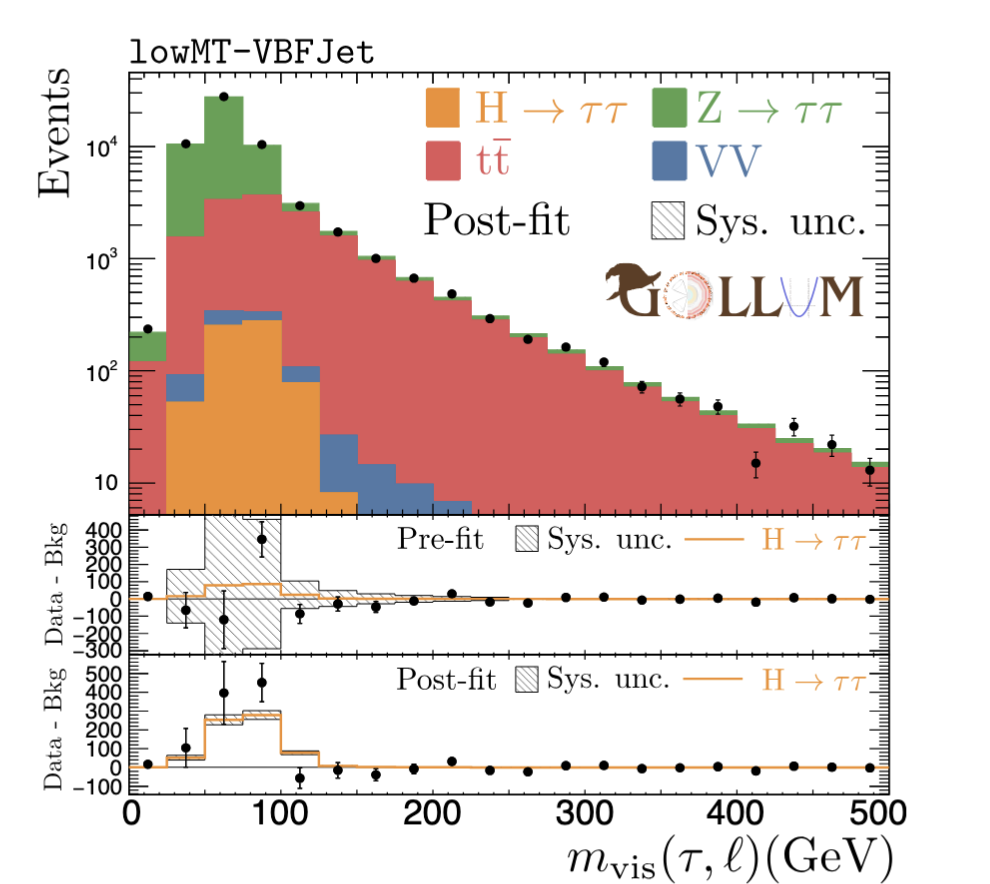 lowMT-VBFJet
Events
H → ττ Z → ττ
tt̄ VV
Post-fit Sys. unc.
GOLLUM
10⁴
10³
10²
10
Data - Bkg
Pre-fit Sys. unc. H → ττ
400
300
200
100
0
−100
−200
−300
Data - Bkg
Post-fit Sys. unc. H → ττ
500
400
300
200
100
0
−100
0 100 200 300 400 500
m_vis(τ, ℓ)(GeV)